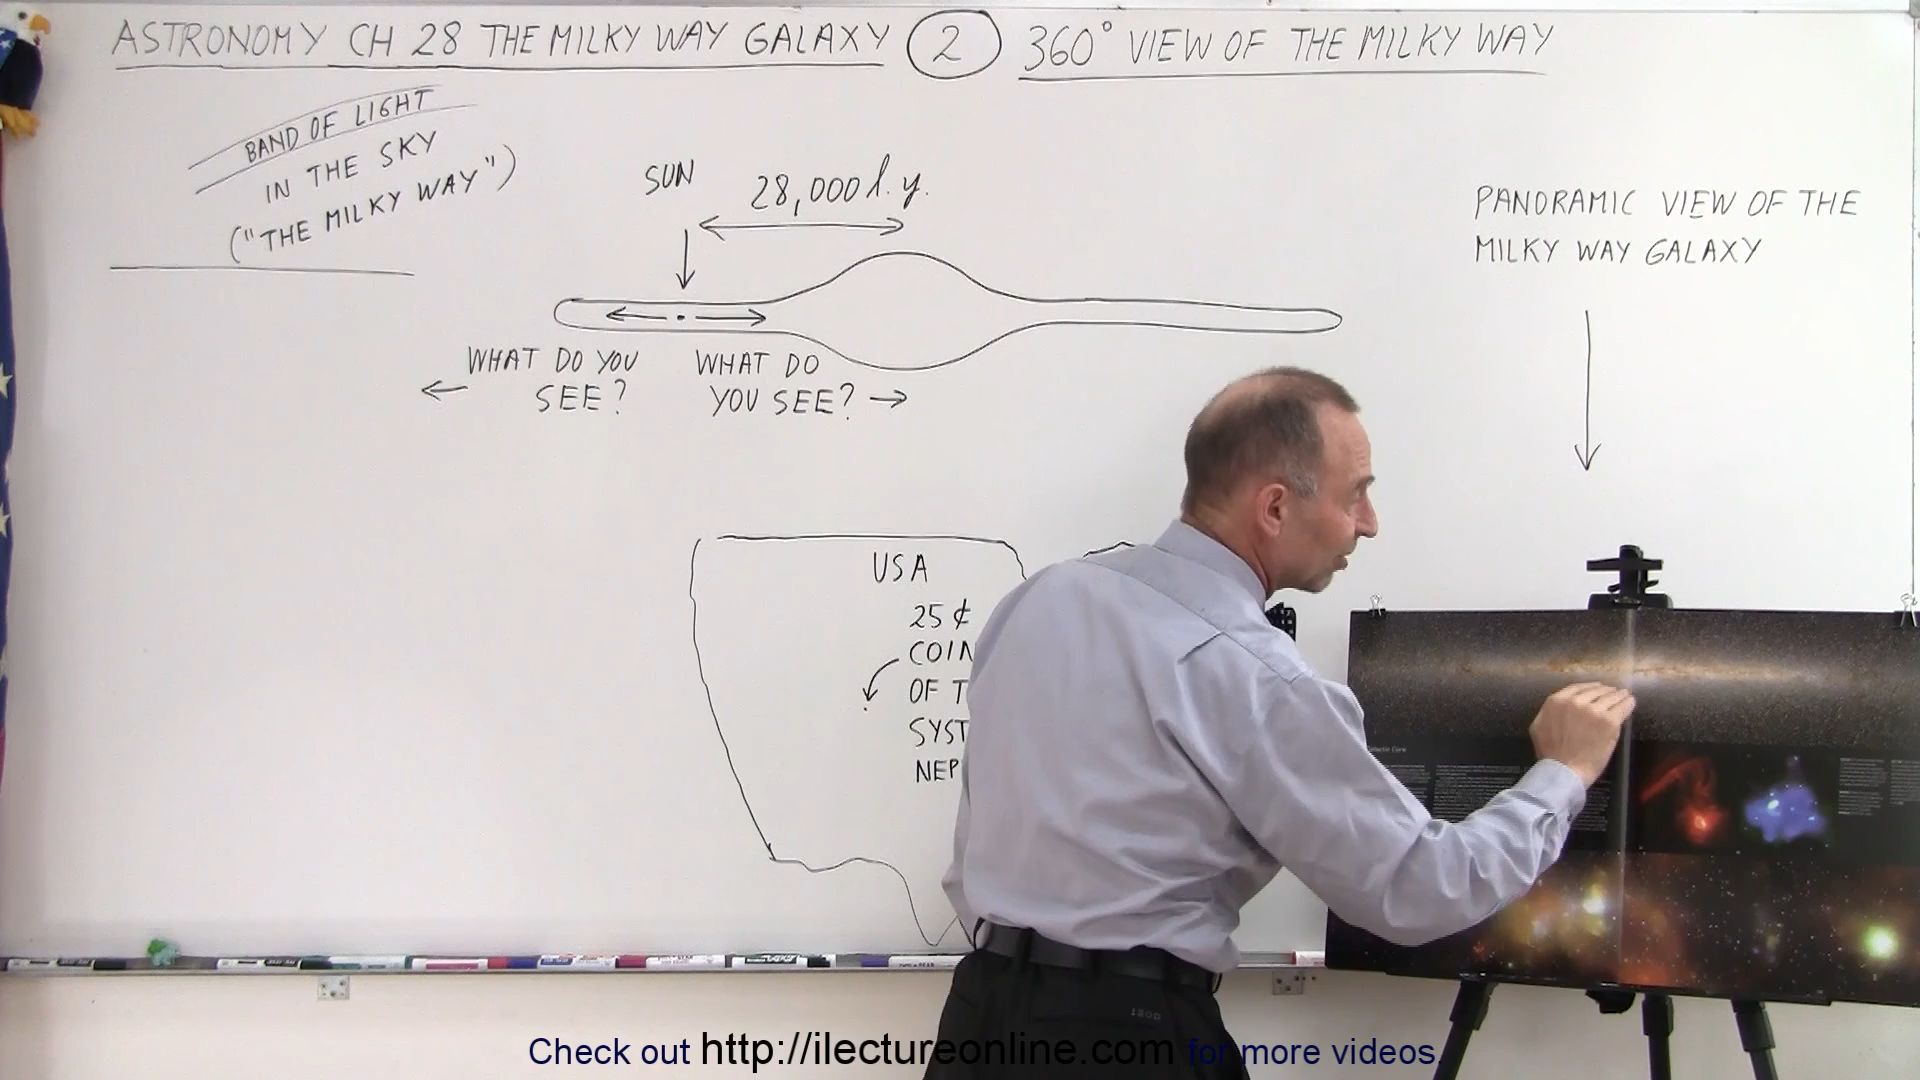 ASTRONOMY CH 28 THE MILKY WAY GALAXY 2 360° VIEW OF THE MILKY WAY
BAND OF LIGHT
IN THE SKY
("THE MILKY WAY")
SUN
28,000 l.y.
WHAT DO YOU
SEE?
WHAT DO
YOU SEE?
PANORAMIC VIEW OF THE
MILKY WAY GALAXY
USA
25 ¢
COIN
OF T
SYST
NEP
Galactic Core
Check out http://ilectureonline.com for more videos.